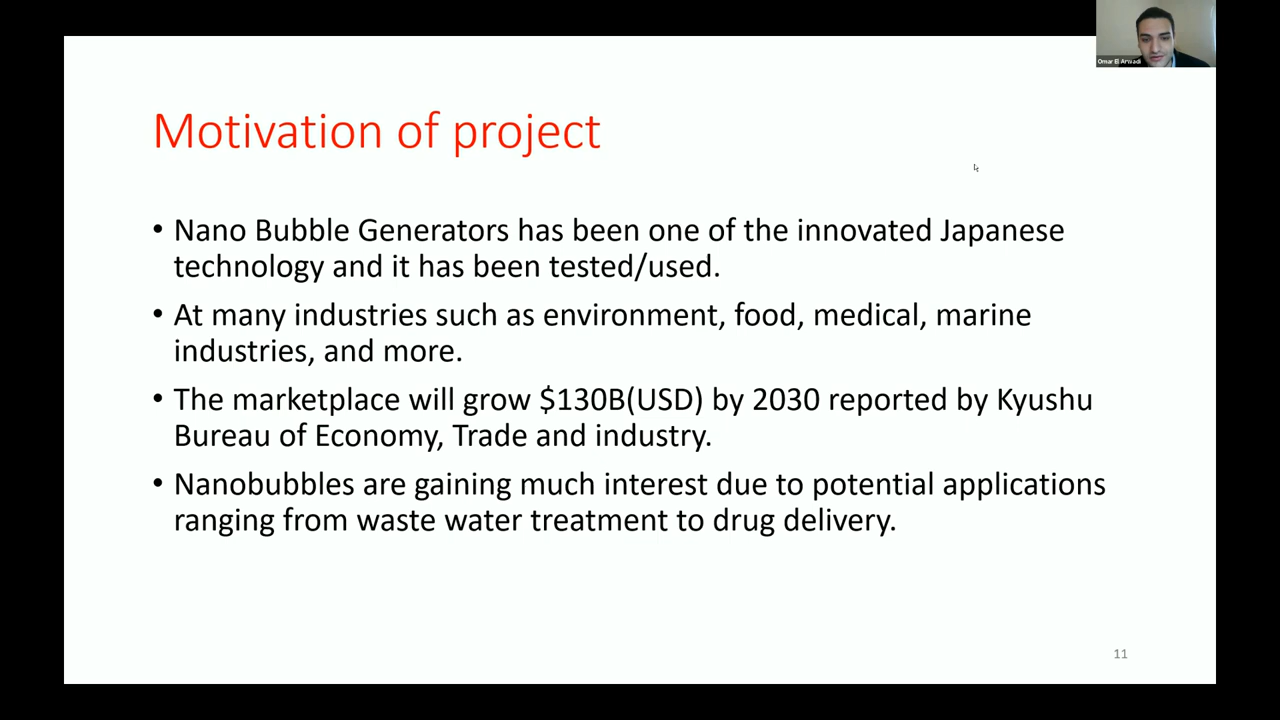 Omar El Armadi
Motivation of project
• Nano Bubble Generators has been one of the innovated Japanese
technology and it has been tested/used.
• At many industries such as environment, food, medical, marine
industries, and more.
• The marketplace will grow $130B(USD) by 2030 reported by Kyushu
Bureau of Economy, Trade and industry.
• Nanobubbles are gaining much interest due to potential applications
ranging from waste water treatment to drug delivery.
11